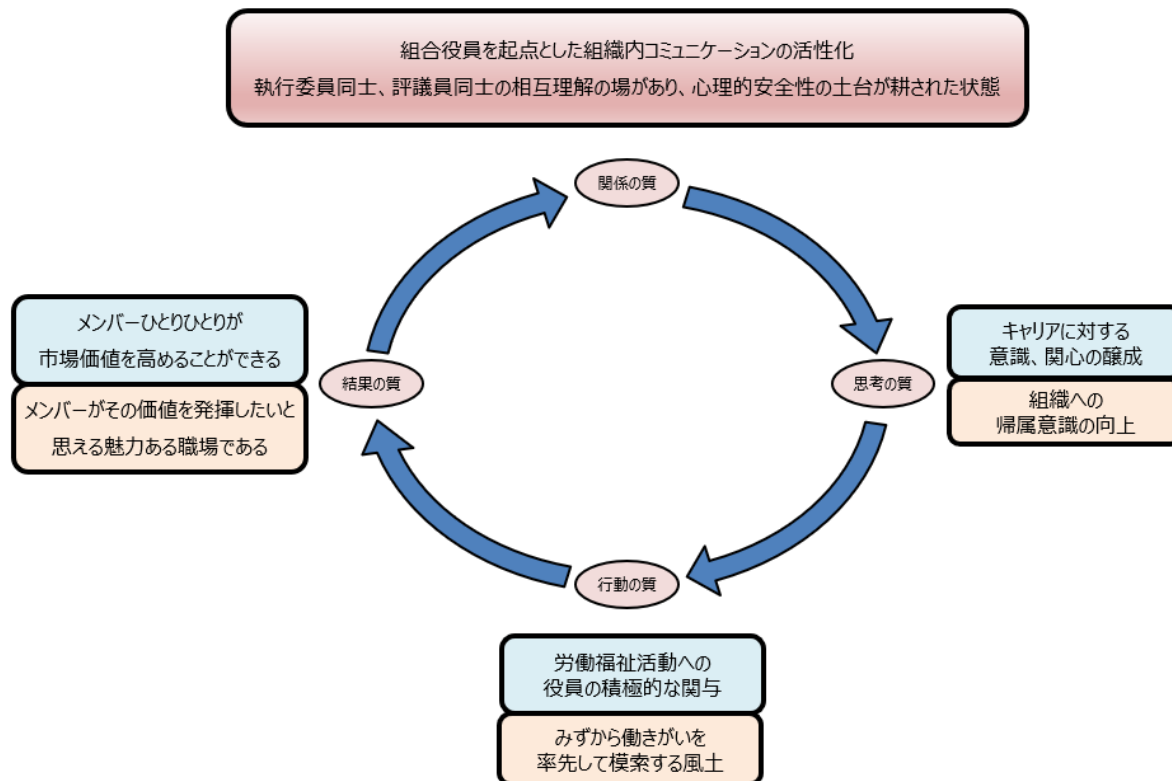 組合役員を起点とした組織内コミュニケーションの活性化
執行委員同士、評議員同士の相互理解の場があり、心理的安全性の土台が耕された状態
関係の質
メンバーひとりひとりが
市場価値を高めることができる
メンバーがその価値を発揮したいと
思える魅力ある職場である
結果の質
思考の質
キャリアに対する
意識、関心の醸成
組織への
帰属意識の向上
行動の質
労働福祉活動への
役員の積極的な関与
みずから働きがいを
率先して模索する風土